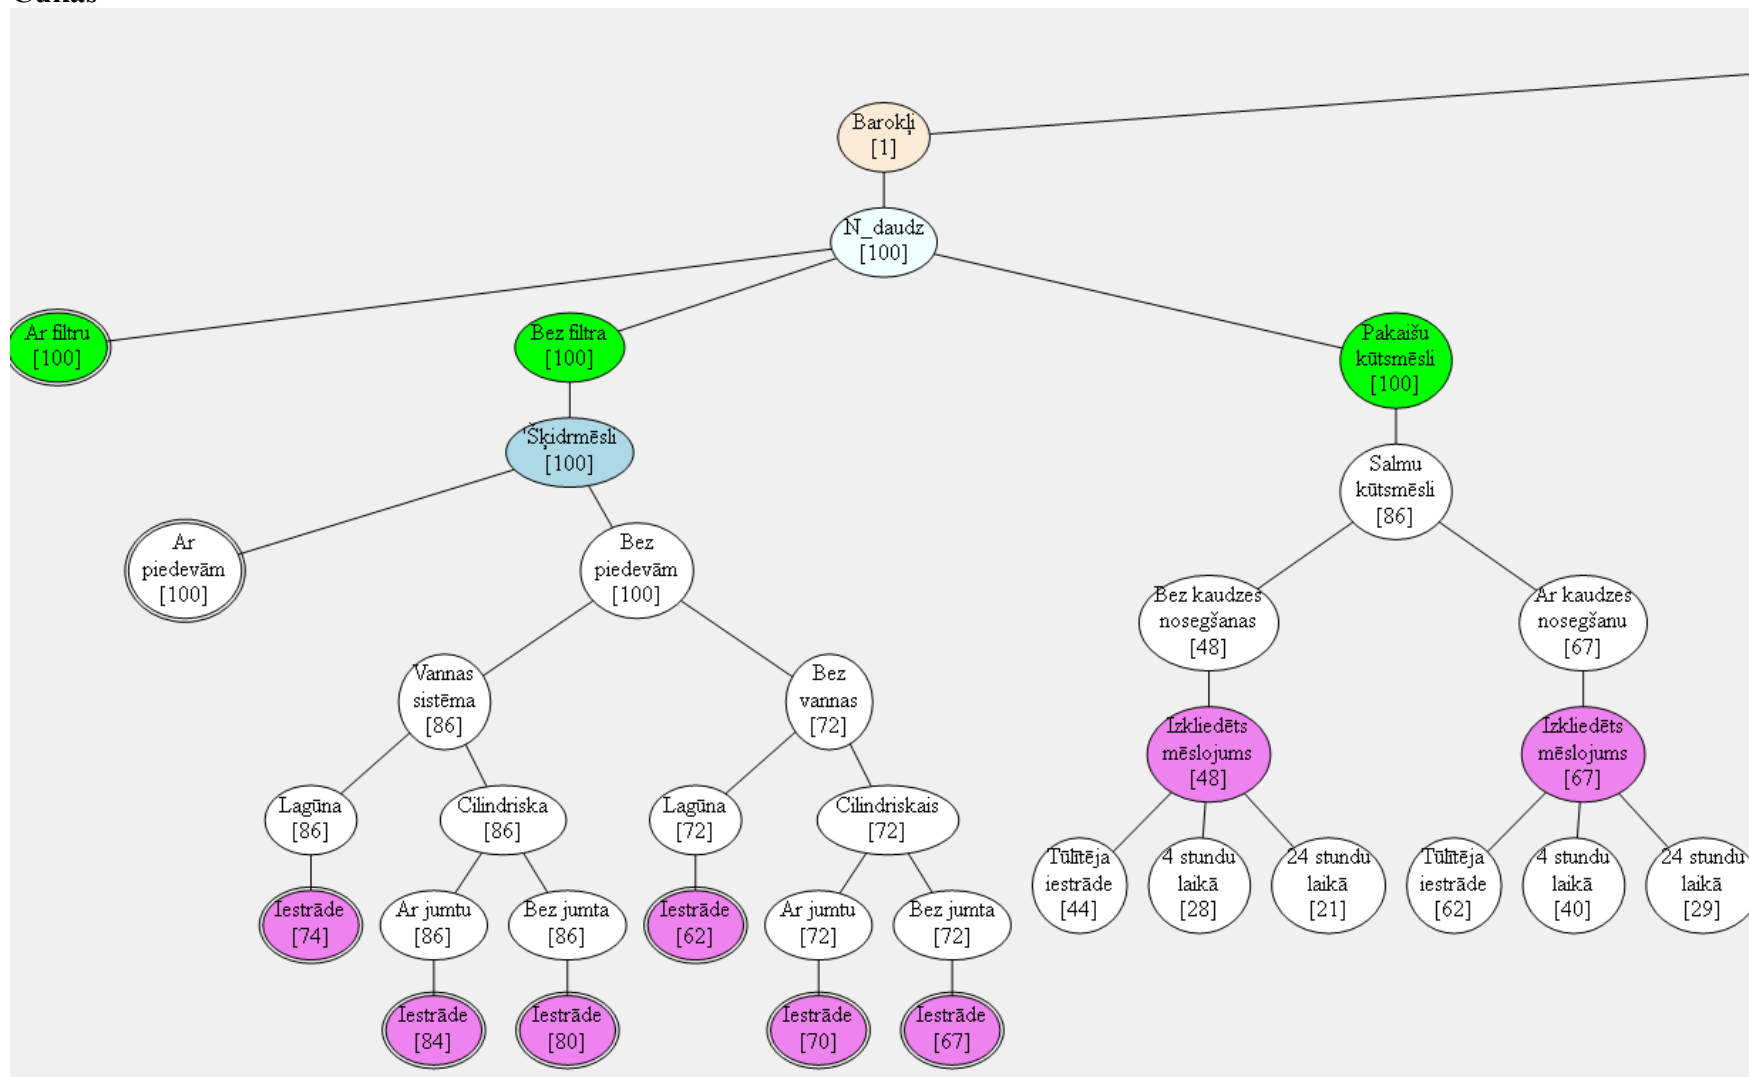 Barokļi
[1]
N_daudz
[100]
Ar filtru
[100]
Bez filtra
[100]
Pakaišu
kūtsmēsli
[100]
'Šķidrmēsli
[100]
Salmu
kūtsmēsli
[86]
Ar
piedevām
[100]
Bez
piedevām
[100]
Bez kaudzes
nosegšanas
[48]
Ar kaudzes
nosegšanu
[67]
Vannas
sistēma
[86]
Bez
vannas
[72]
Izkliedēts
mēslojums
[48]
Izkliedēts
mēslojums
[67]
Lagūna
[86]
Cilindriska
[86]
Lagūna
[72]
Cilindriskais
[72]
Tūlītēja
iestrāde
[44]
4 stundu
laikā
[28]
24 stundu
laikā
[21]
Tūlītēja
iestrāde
[62]
4 stundu
laikā
[40]
24 stundu
laikā
[29]
Iestrāde
[74]
Ar jumtu
[86]
Bez jumta
[86]
Iestrāde
[62]
Ar jumtu
[72]
Bez jumta
[72]
Iestrāde
[84]
Iestrāde
[80]
Iestrāde
[70]
Iestrāde
[67]